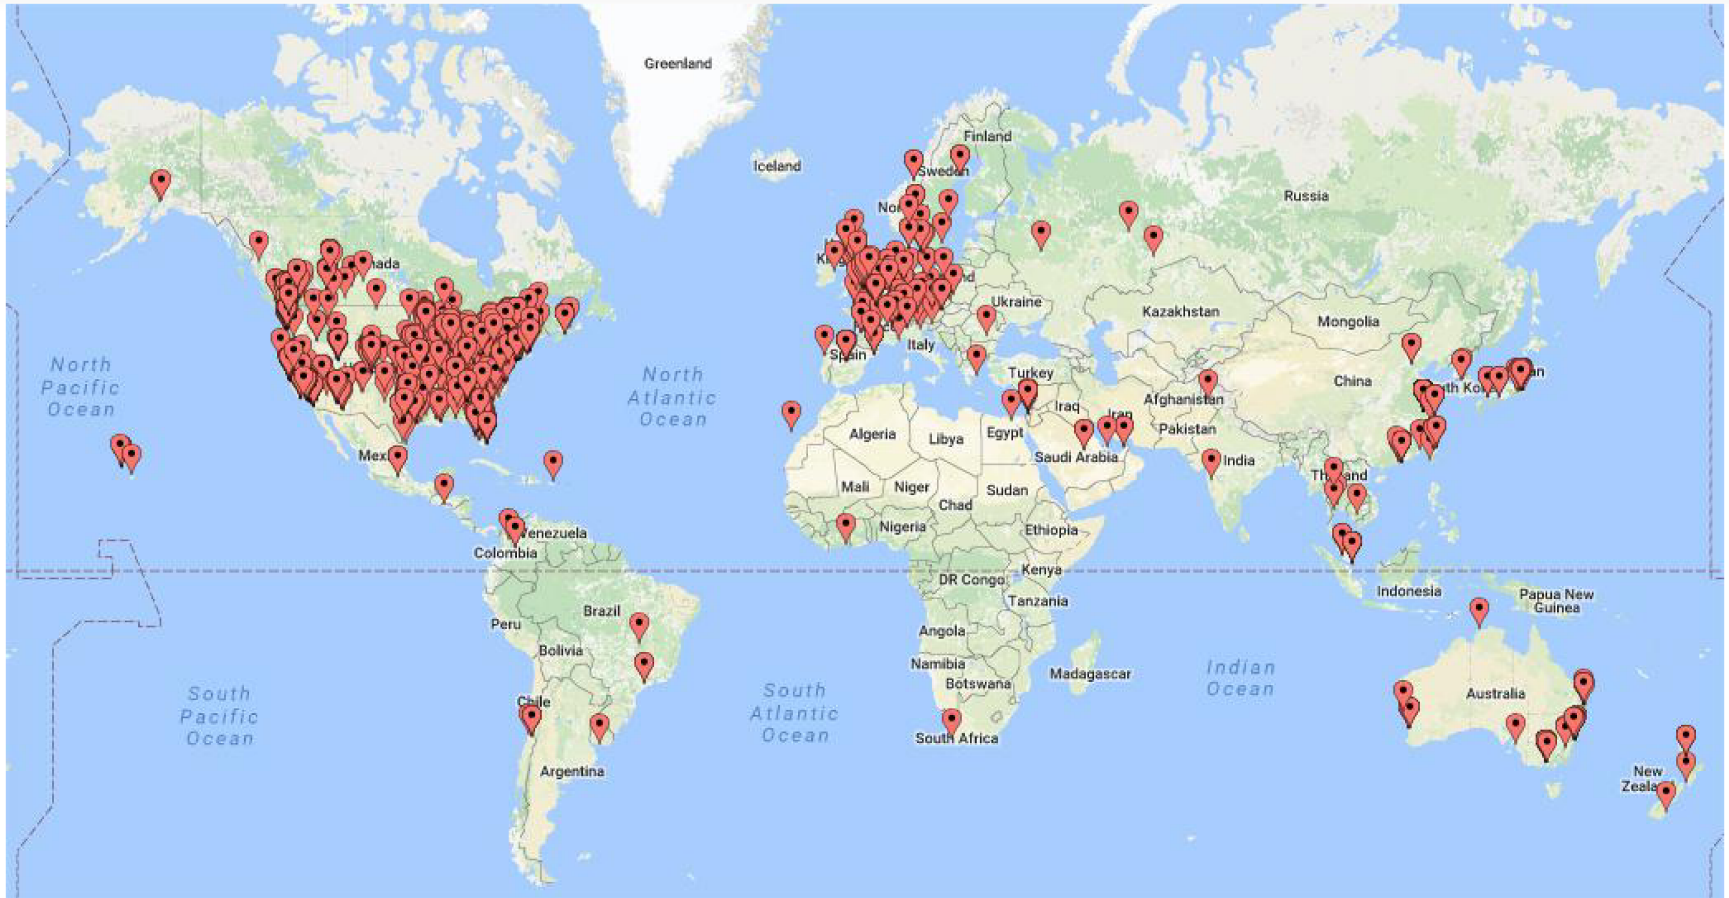 Greenland
Finland
Iceland
Sweden
Russia
Ukraine
Kazakhstan
Mongolia
Italy
Spain
North
Pacific
Ocean
North
Atlantic
Ocean
Turkey
China
Iraq
Iran
Afghanistan
Pakistan
Algeria
Libya
Egypt
Saudi Arabia
India
Mali
Niger
Chad
Sudan
Nigeria
Ethiopia
Venezuela
Colombia
DR Congo
Kenya
Tanzania
Indonesia
Papua New
Guinea
Brazil
Peru
Angola
Bolivia
Namibia
Botswana
Madagascar
Indian
Ocean
South
Pacific
Ocean
South
Atlantic
Ocean
Chile
Australia
South Africa
Argentina
New